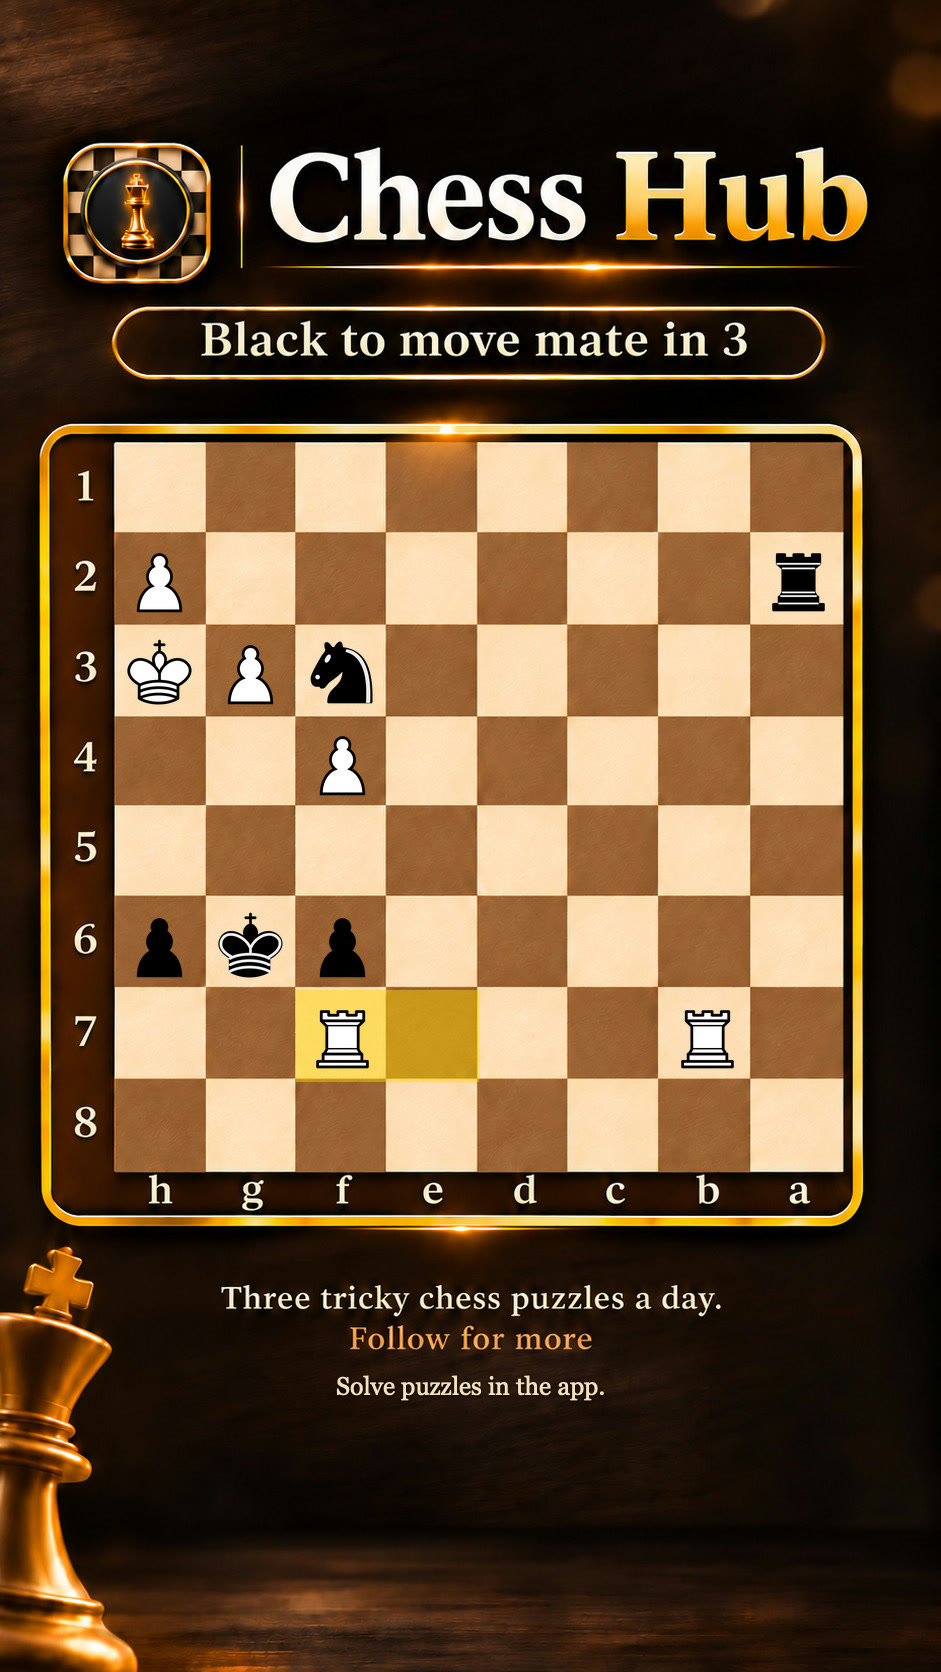 Chess Hub
Black to move mate in 3
1
2
3
4
5
6
7
8
h g f e d c b a
Three tricky chess puzzles a day.
Follow for more
Solve puzzles in the app.